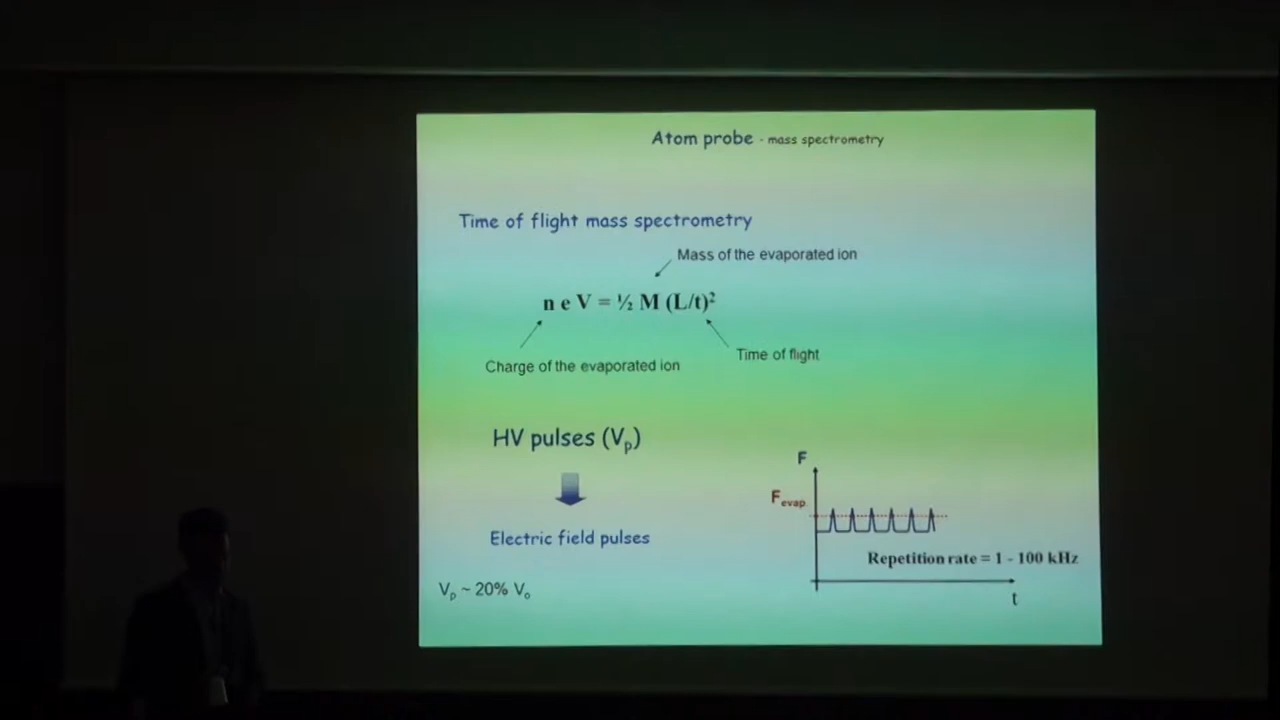 Atom probe - mass spectrometry
Time of flight mass spectrometry
Mass of the evaporated ion
n e V = ½ M (L/t)²
Charge of the evaporated ion
Time of flight
HV pulses (Vₚ)
Electric field pulses
Vₚ ~ 20% Vₒ
F
F evap.
Repetition rate = 1 - 100 kHz
t